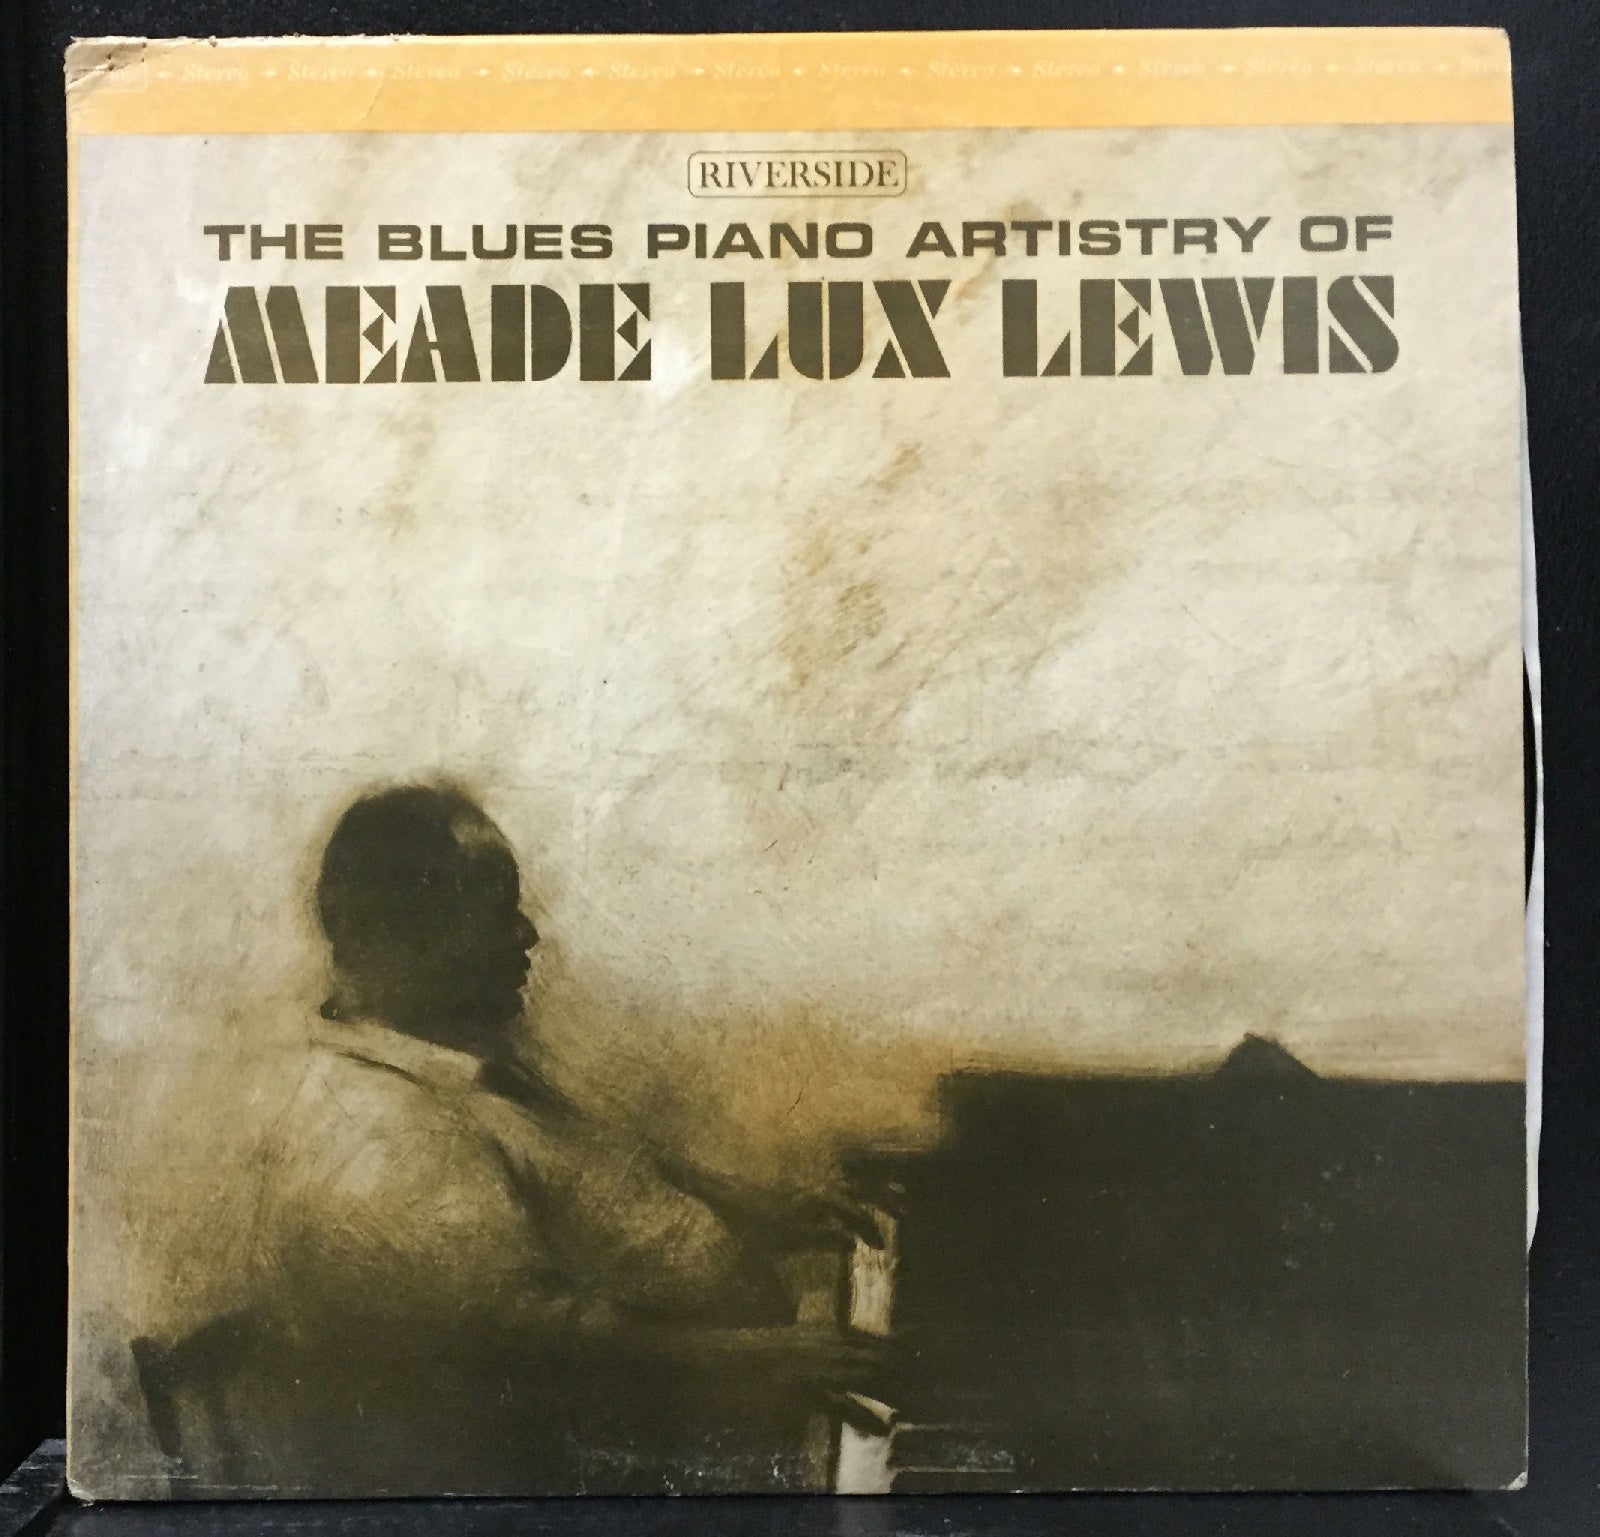 Stereo Stereo Stereo Stereo Stereo Stereo Stereo Stereo Stereo Stereo Stereo Stereo
RIVERSIDE
THE BLUES PIANO ARTISTRY OF
MEADE LUX LEWIS